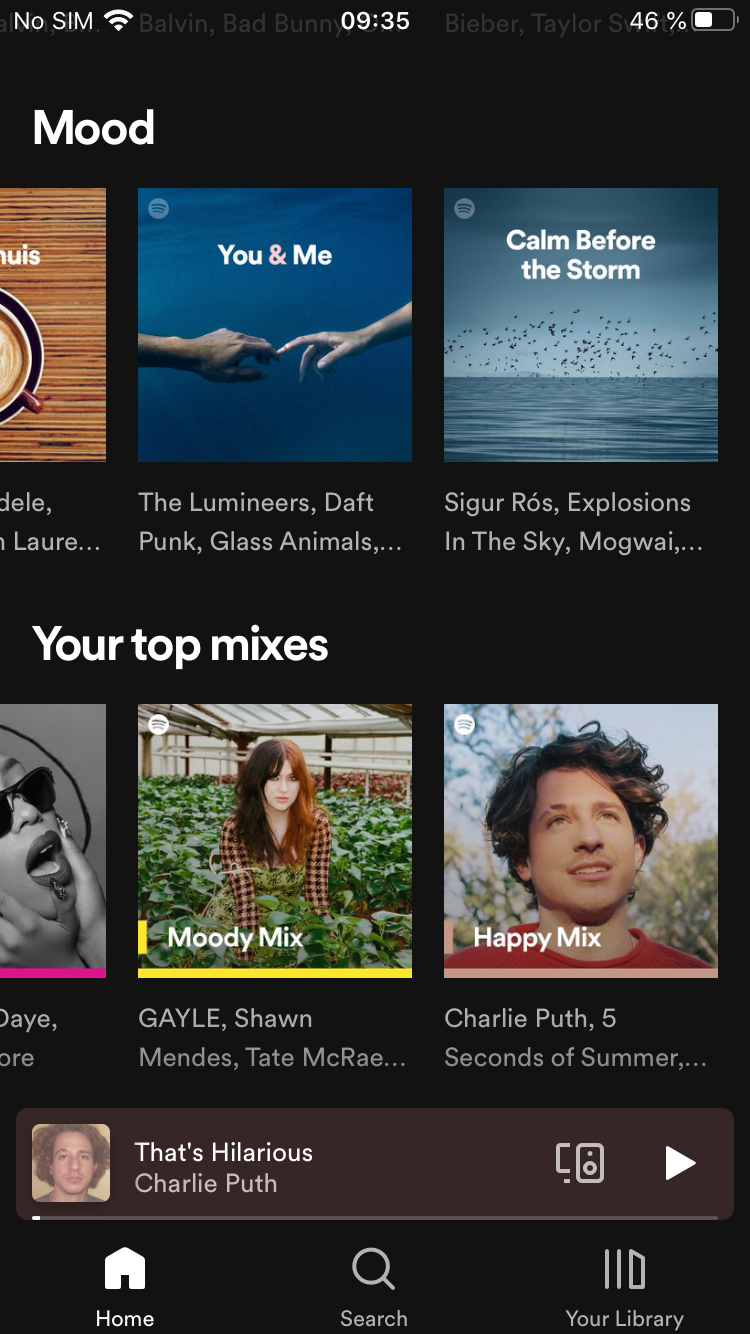 No SIM 09:35 46 %
Balvin, Bad Bunny,
Bieber, Taylor Swift,...
Mood
You & Me
Calm Before
the Storm
dele,
The Lumineers, Daft
Sigur Rós, Explosions
n Laure...
Punk, Glass Animals,...
In The Sky, Mogwai,...
Your top mixes
Moody Mix
Happy Mix
Daye,
GAYLE, Shawn
Charlie Puth, 5
ore
Mendes, Tate McRae...
Seconds of Summer,...
That's Hilarious
Charlie Puth
Home
Search
Your Library